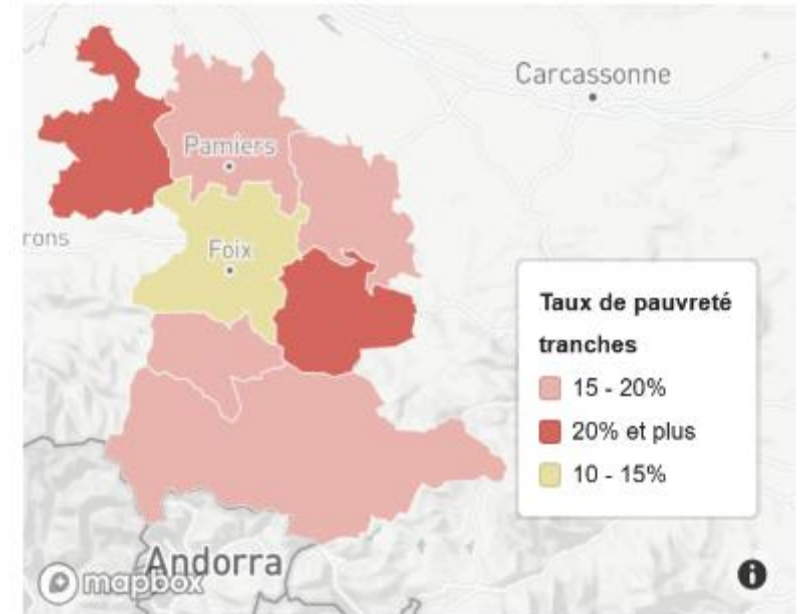 Carcassonne
Pamiers
rons
Foix
Taux de pauvreté
tranches
15 - 20%
20% et plus
10 - 15%
Andorra
mapbox